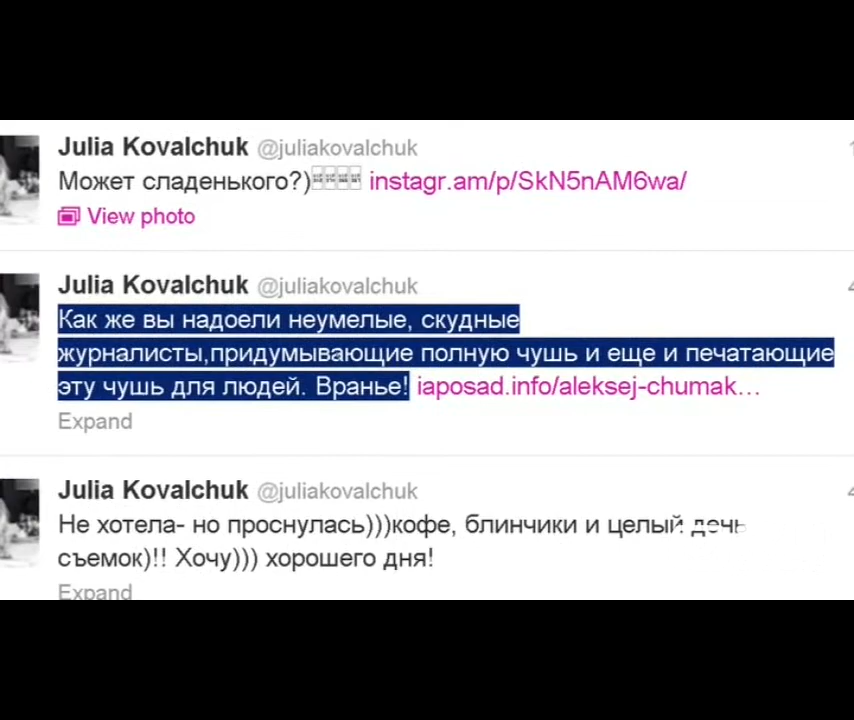 Julia Kovalchuk @juliakovalchuk
Может сладенького?) instagr.am/p/SkN5nAM6wa/
View photo
Julia Kovalchuk @juliakovalchuk
Как же вы надоели неумелые, скудные
журналисты,придумывающие полную чушь и еще и печатающие
эту чушь для людей. Вранье! iaposad.info/aleksej-chumak…
Expand
Julia Kovalchuk @juliakovalchuk
Не хотела- но проснулась)))кофе, блинчики и целый день
съемок)!! Хочу))) хорошего дня!
Expand